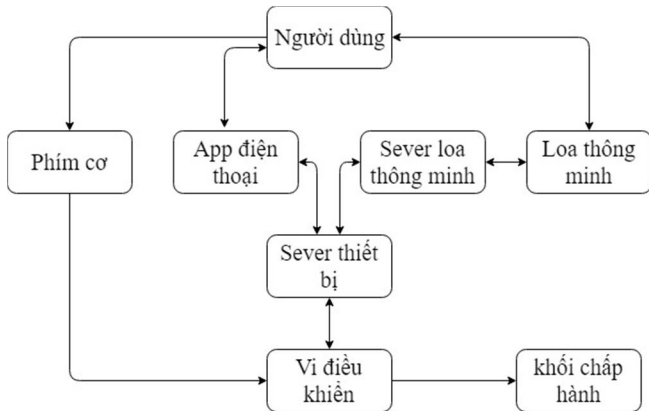 Người dùng
Phím cơ
App điện
thoại
Sever loa
thông minh
Loa thông
minh
Sever thiết
bị
Vi điều
khiển
khối chấp
hành